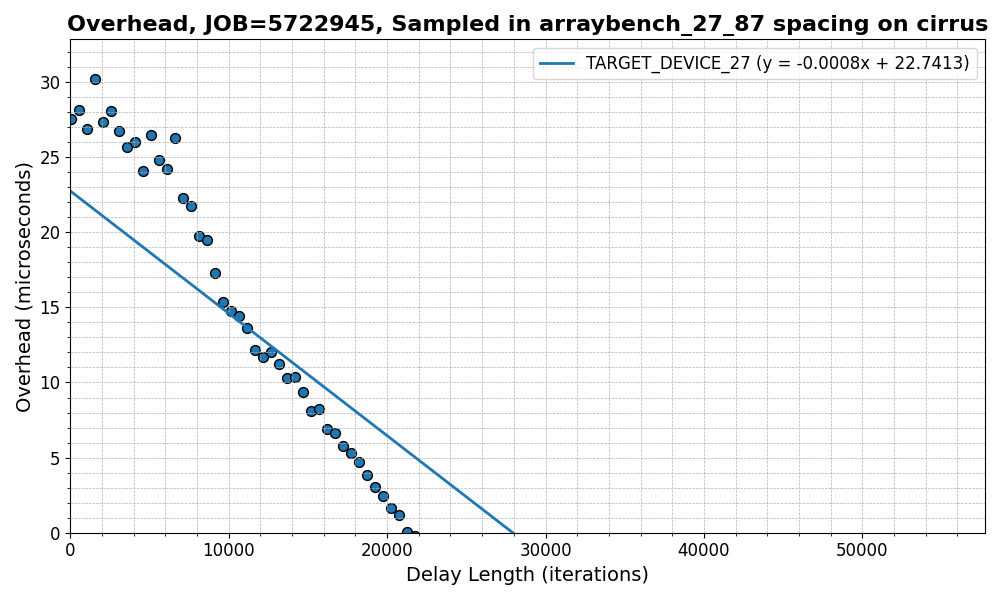 Overhead, JOB=5722945, Sampled in arraybench_27_87 spacing on cirrus
TARGET_DEVICE_27 (y = -0.0008x + 22.7413)
Overhead (microseconds)
30
25
20
15
10
5
0
0 10000 20000 30000 40000 50000
Delay Length (iterations)